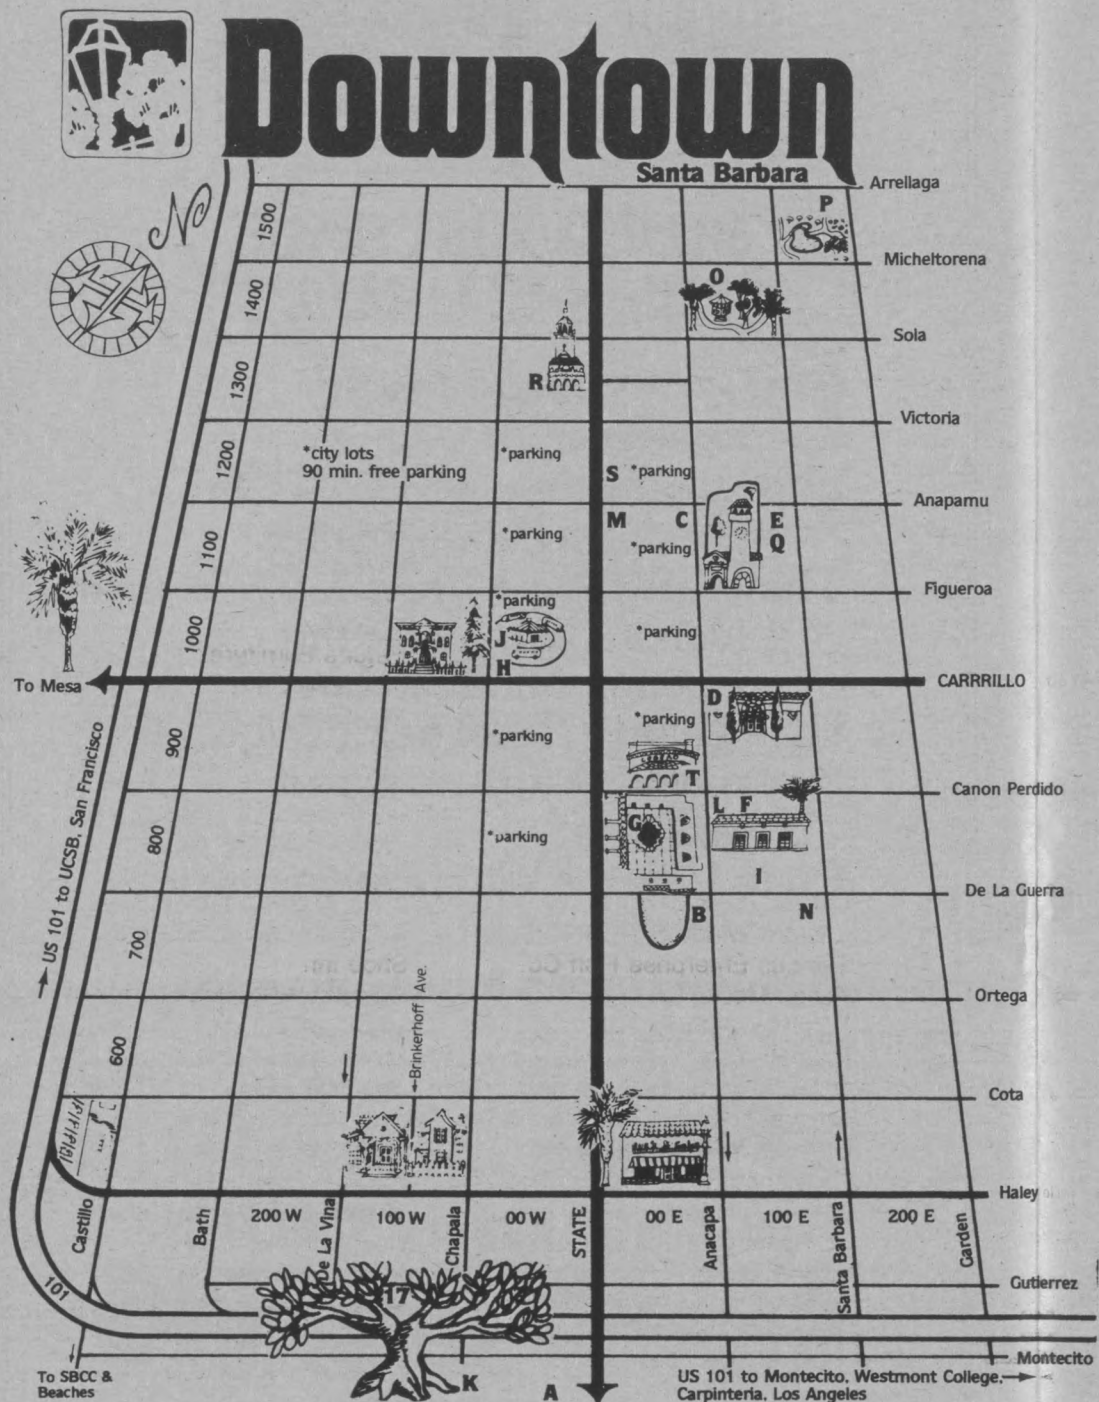 Downtown
Santa Barbara
N
Arrellaga
P
1500
Micheltorena
O
1400
Sola
R
1300
Victoria
*city lots
90 min. free parking
*parking
S *parking
1200
Anapamu
M
C
E
Q
*parking
*parking
1100
Figueroa
*parking
*parking
J
H
1000
To Mesa
CARRRILLO
D
*parking
*parking
T
900
Canon Perdido
L F
G
*parking
I
800
De La Guerra
B
N
US 101 to UCSB, San Francisco
700
Ortega
Brinkerhoff Ave.
600
Cota
Haley
Castillo
Bath
200 W
De La Vina
100 W
Chapala
00 W
STATE
00 E
Anacapa
100 E
Santa Barbara
200 E
Garden
Gutierrez
17
101
Montecito
To SBCC &
Beaches
K
A
US 101 to Montecito, Westmont College,
Carpinteria, Los Angeles